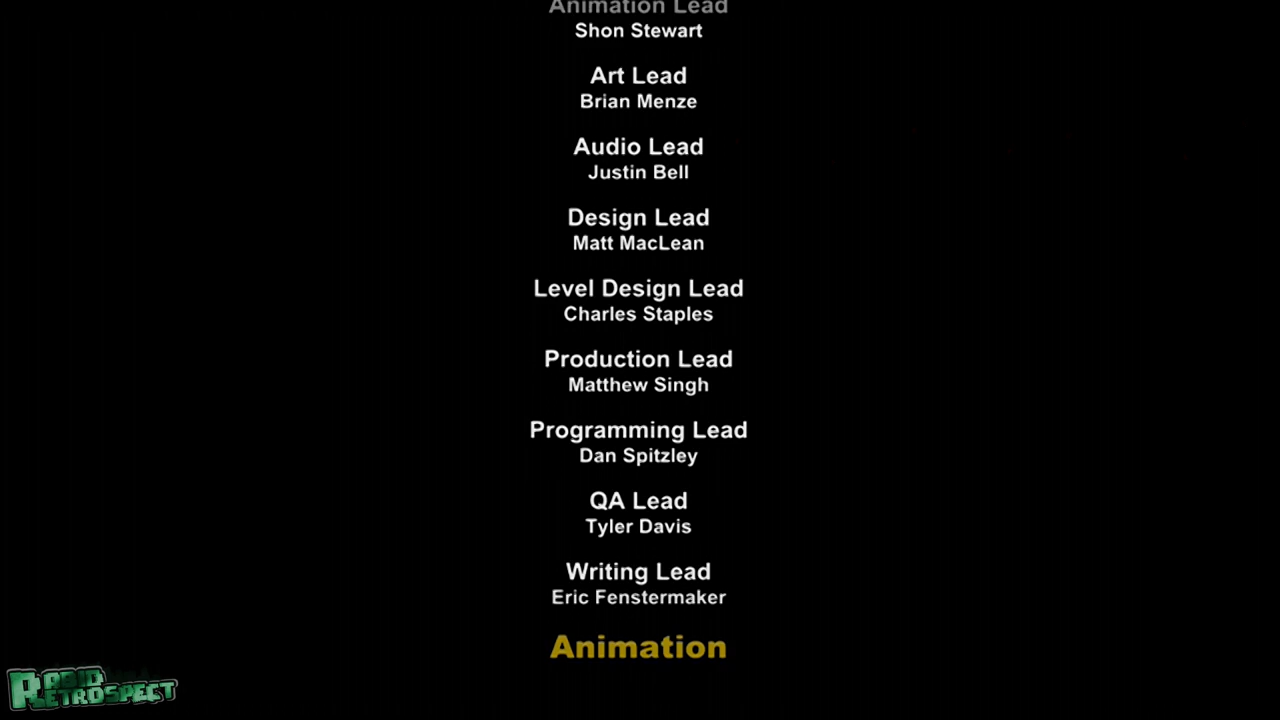 Animation Lead
Shon Stewart
Art Lead
Brian Menze
Audio Lead
Justin Bell
Design Lead
Matt MacLean
Level Design Lead
Charles Staples
Production Lead
Matthew Singh
Programming Lead
Dan Spitzley
QA Lead
Tyler Davis
Writing Lead
Eric Fenstermaker
Animation
Rabid
Retrospect